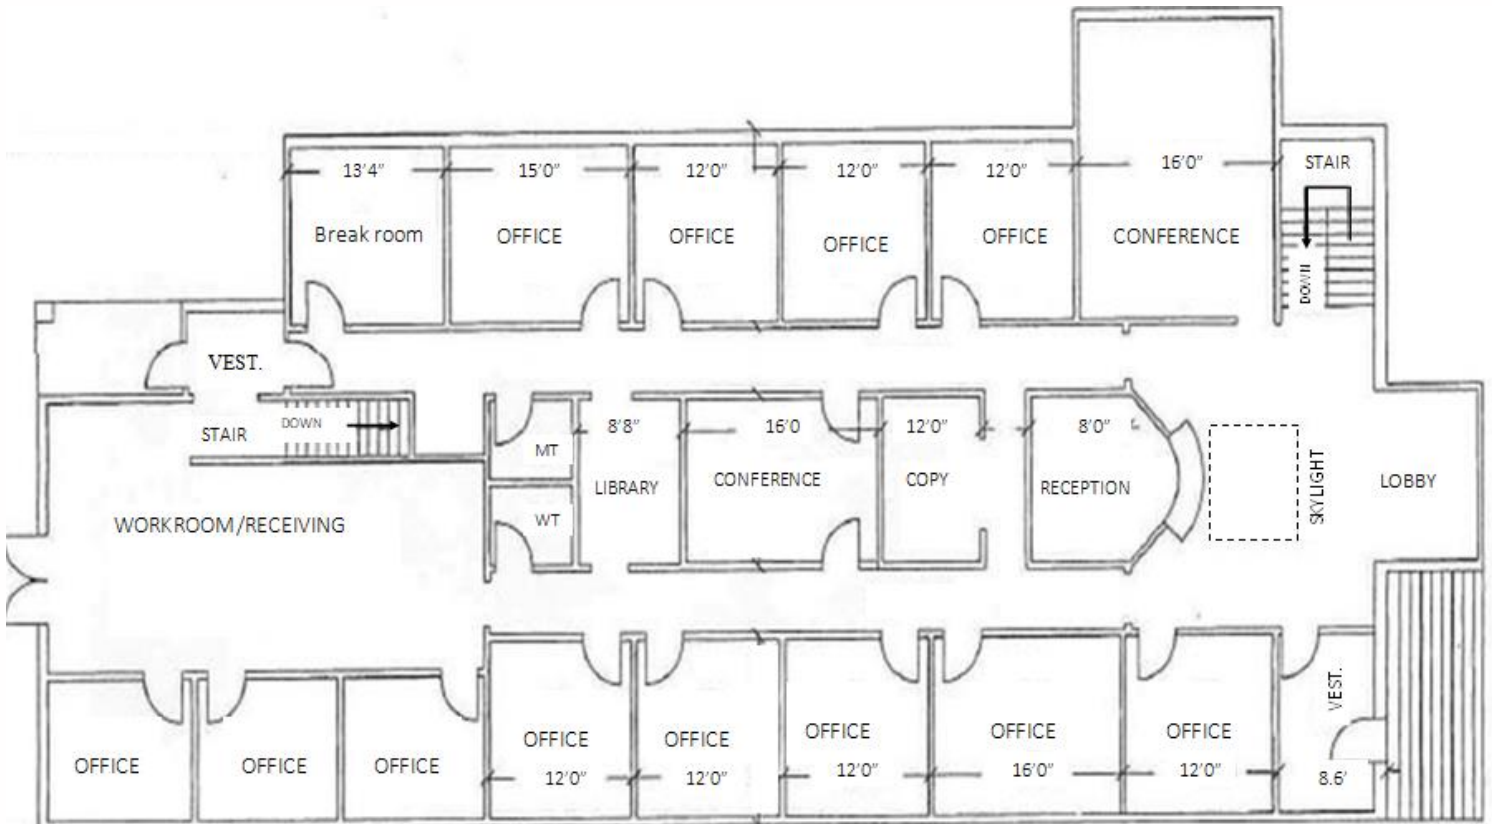 13'4"
15'0"
12'0"
12'0"
12'0"
16'0"
STAIR
Break room
OFFICE
OFFICE
OFFICE
OFFICE
CONFERENCE
DOWN
VEST.
STAIR
DOWN
MT
8'8"
16'0
12'0"
8'0"
WT
LIBRARY
CONFERENCE
COPY
RECEPTION
SKYLIGHT
LOBBY
WORKROOM/RECEIVING
OFFICE
OFFICE
OFFICE
OFFICE
12'0"
OFFICE
12'0"
OFFICE
12'0"
OFFICE
16'0"
OFFICE
12'0"
VEST.
8.6'